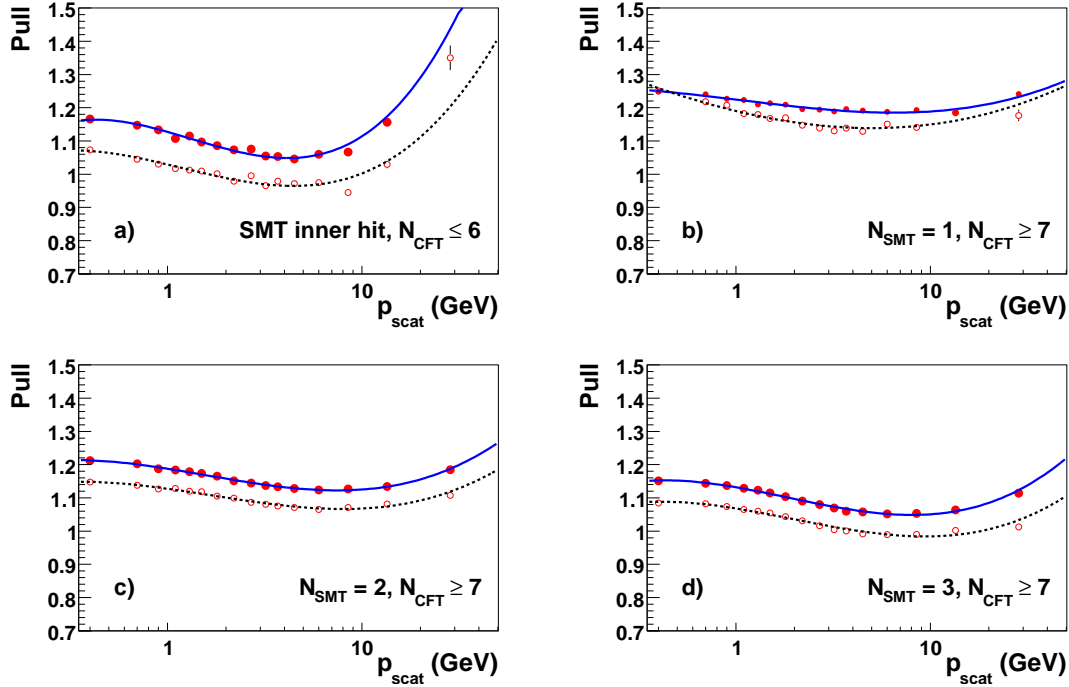 Pull
1.5
1.4
1.3
1.2
1.1
1
0.9
0.8
0.7
a)
SMT inner hit, N_CFT ≤ 6
1
10
p_scat (GeV)
Pull
1.5
1.4
1.3
1.2
1.1
1
0.9
0.8
0.7
b)
N_SMT = 1, N_CFT ≥ 7
1
10
p_scat (GeV)
Pull
1.5
1.4
1.3
1.2
1.1
1
0.9
0.8
0.7
c)
N_SMT = 2, N_CFT ≥ 7
1
10
p_scat (GeV)
Pull
1.5
1.4
1.3
1.2
1.1
1
0.9
0.8
0.7
d)
N_SMT = 3, N_CFT ≥ 7
1
10
p_scat (GeV)